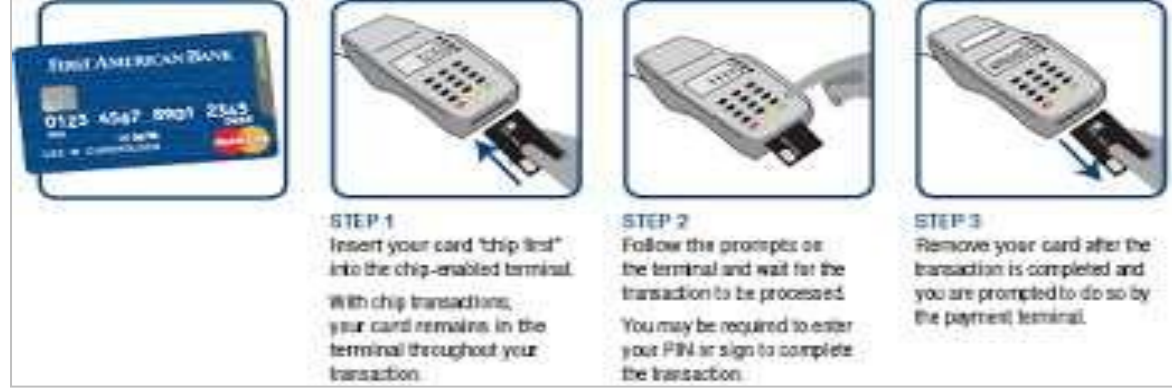 FIRST AMERICAN BANK
0123 4567 8901 2345
DEBIT
STEP 1
Insert your card "chip first"
into the chip-enabled terminal.
With chip transactions,
your card remains in the
terminal throughout your
transaction.
STEP 2
Follow the prompts on
the terminal and wait for the
transaction to be processed.
You may be required to enter
your PIN or sign to complete
the transaction.
STEP 3
Remove your card after the
transaction is completed and
you are prompted to do so by
the payment terminal.